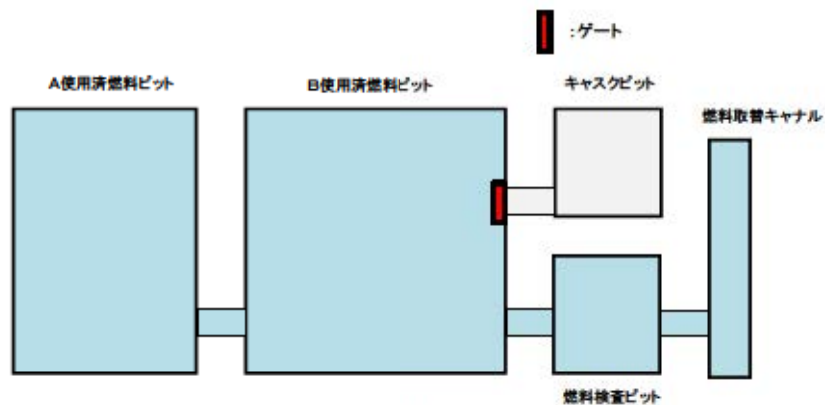 ：ゲート
A使用済燃料ピット
B使用済燃料ピット
キャスクピット
燃料取替キャナル
燃料検査ピット